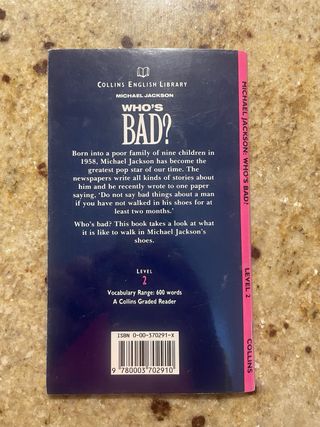 COLLINS ENGLISH LIBRARY
MICHAEL JACKSON
WHO'S
BAD?
Born into a poor family of nine children in
1958, Michael Jackson has become the
greatest pop star of our time. The
newspapers write all kinds of stories about
him and he recently wrote to one paper
saying, 'Do not say bad things about a man
if you have not walked in his shoes for at
least two months.'
Who's bad? This book takes a look at what
it is like to walk in Michael Jackson's
shoes.
LEVEL
2
Vocabulary Range: 600 words
A Collins Graded Reader
ISBN 0-00-370291-X
9 780003 702910
MICHAEL JACKSON: WHO'S BAD?
LEVEL 2
COLLINS